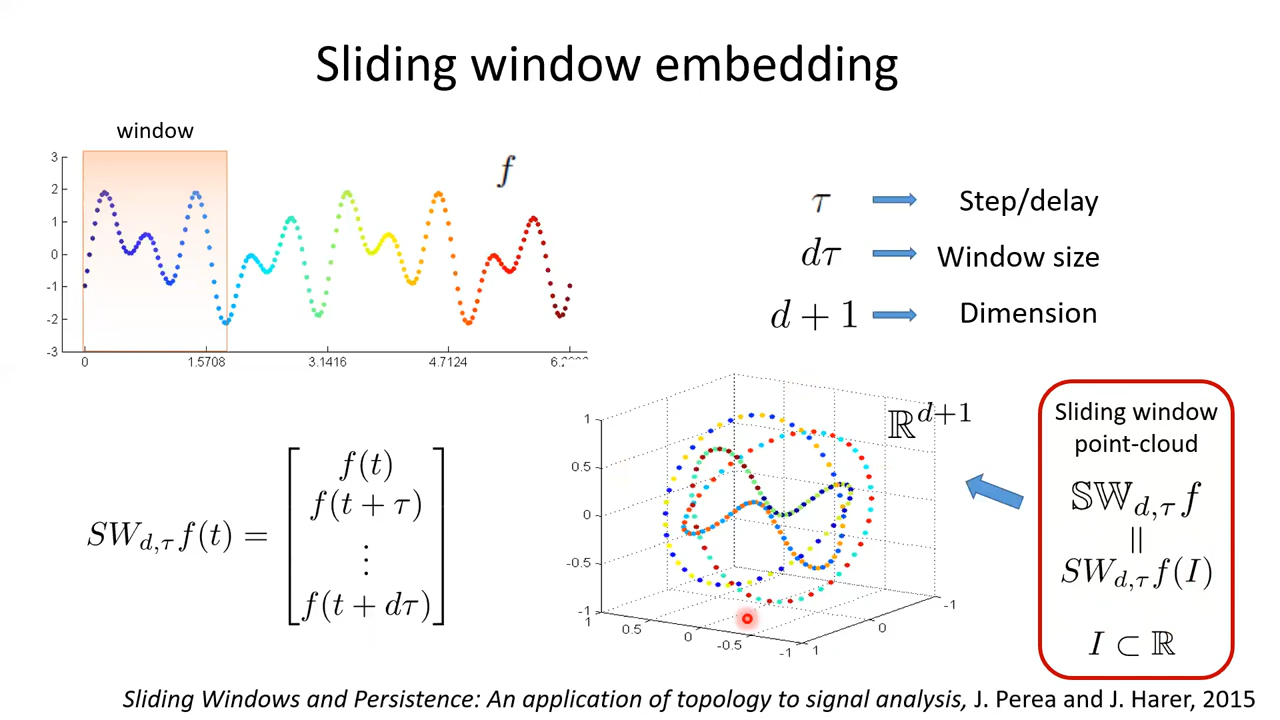 Sliding window embedding
window
f
3
2
1
0
-1
-2
-3
0
1.5708
3.1416
4.7124
τ
Step/delay
dτ
Window size
d + 1
Dimension
SW_{d,τ}f(t) =
f(t)
f(t + τ)
⋮
f(t + dτ)
1
0.5
0
-0.5
-1
1
0.5
0
-0.5
-1
1
0
-1
ℝ^{d+1}
Sliding window
point-cloud
𝕊𝕎_{d,τ}f
||
SW_{d,τ}f(I)
I ⊂ ℝ
Sliding Windows and Persistence: An application of topology to signal analysis, J. Perea and J. Harer, 2015